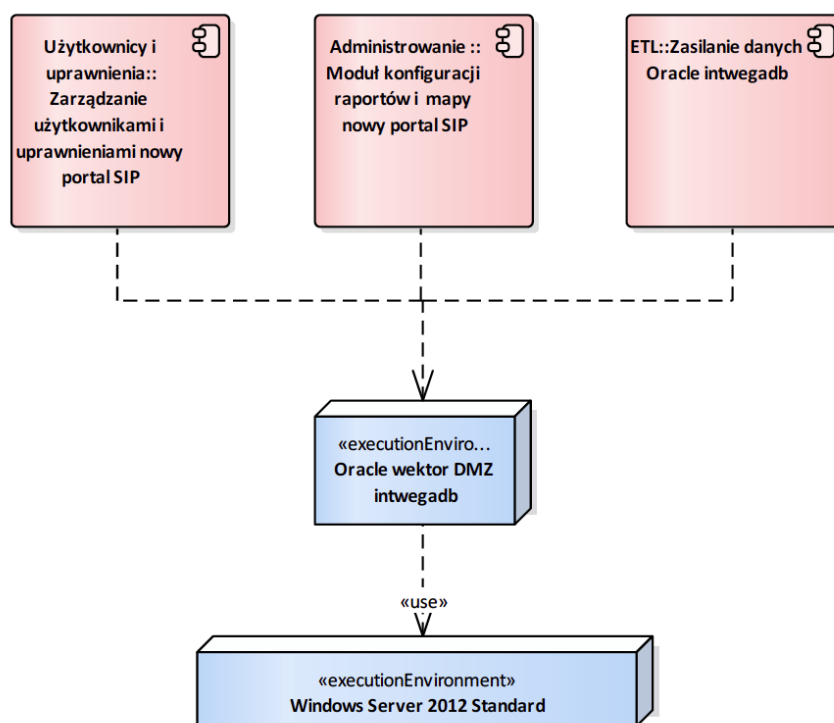 Użytkownicy i
uprawnienia::
Zarządzanie
użytkownikami i
uprawnieniami nowy
portal SIP
Administrowanie ::
Moduł konfiguracji
raportów i mapy
nowy portal SIP
ETL::Zasilanie danych
Oracle intwegadb
«executionEnviro...
Oracle wektor DMZ
intwegadb
«use»
«executionEnvironment»
Windows Server 2012 Standard